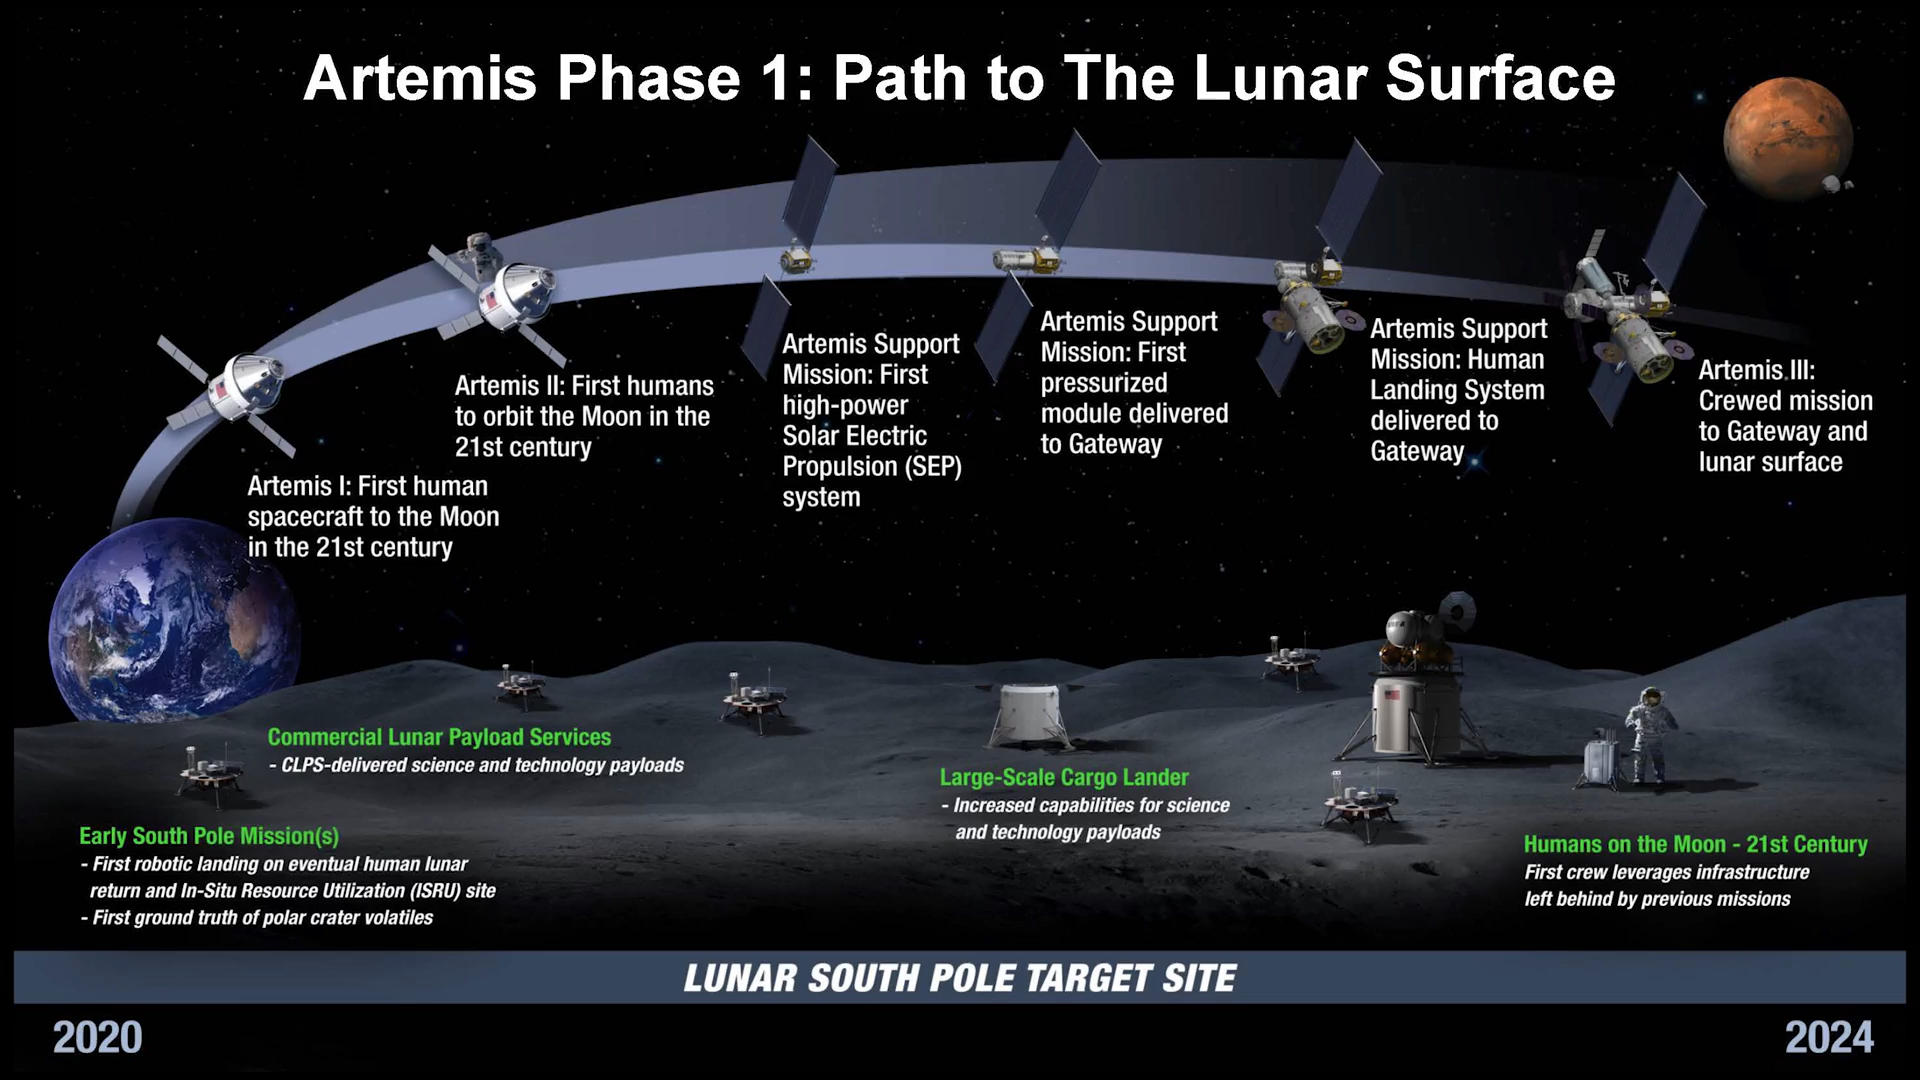 Artemis Phase 1: Path to The Lunar Surface
Artemis I: First human
spacecraft to the Moon
in the 21st century
Artemis II: First humans
to orbit the Moon in the
21st century
Artemis Support
Mission: First
high-power
Solar Electric
Propulsion (SEP)
system
Artemis Support
Mission: First
pressurized
module delivered
to Gateway
Artemis Support
Mission: Human
Landing System
delivered to
Gateway
Artemis III:
Crewed mission
to Gateway and
lunar surface
Commercial Lunar Payload Services
- CLPS-delivered science and technology payloads
Early South Pole Mission(s)
- First robotic landing on eventual human lunar
return and In-Situ Resource Utilization (ISRU) site
- First ground truth of polar crater volatiles
Large-Scale Cargo Lander
- Increased capabilities for science
and technology payloads
Humans on the Moon - 21st Century
First crew leverages infrastructure
left behind by previous missions
LUNAR SOUTH POLE TARGET SITE
2020
2024